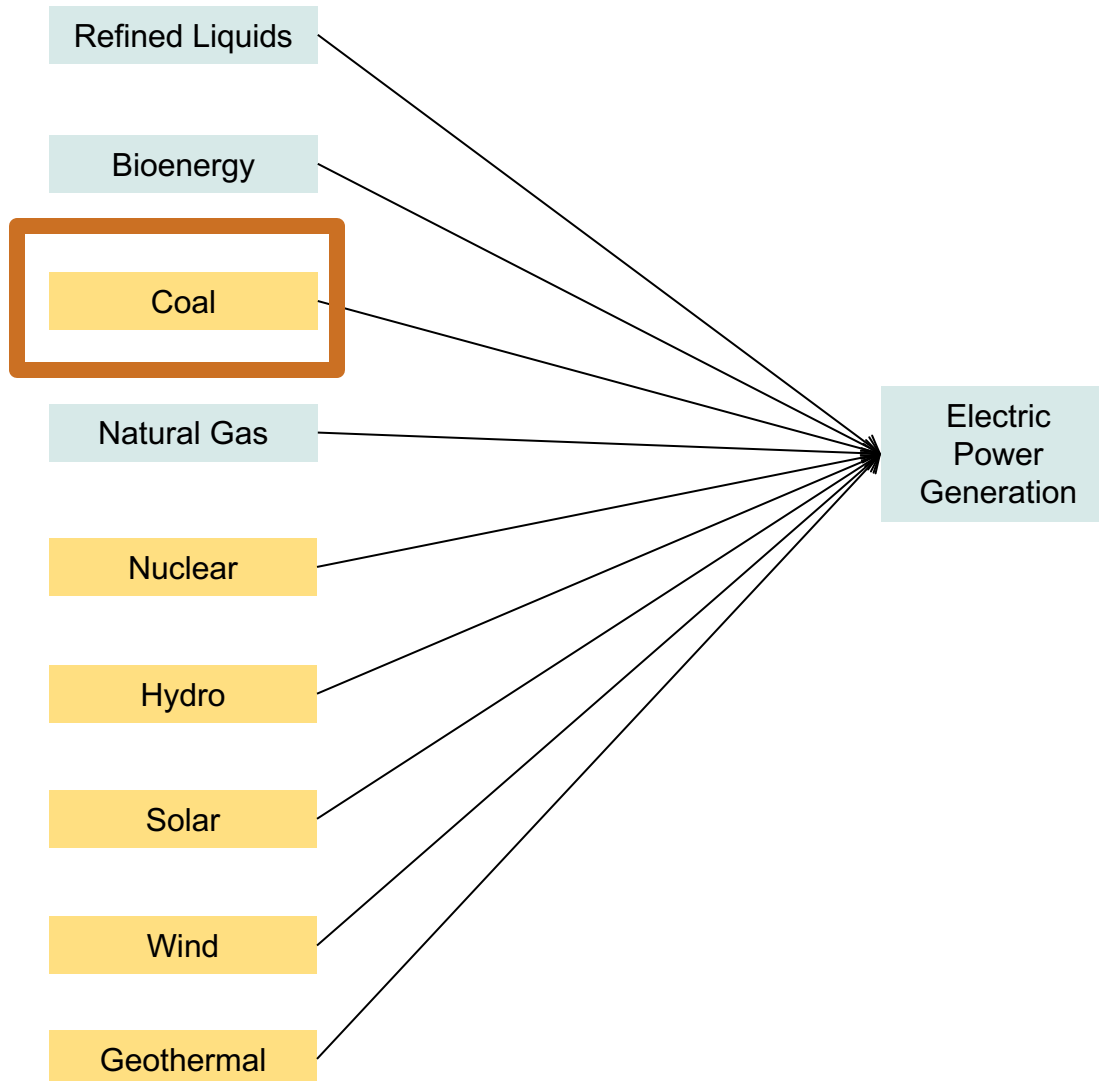 Refined Liquids
Bioenergy
Coal
Natural Gas
Electric
Power
Generation
Nuclear
Hydro
Solar
Wind
Geothermal